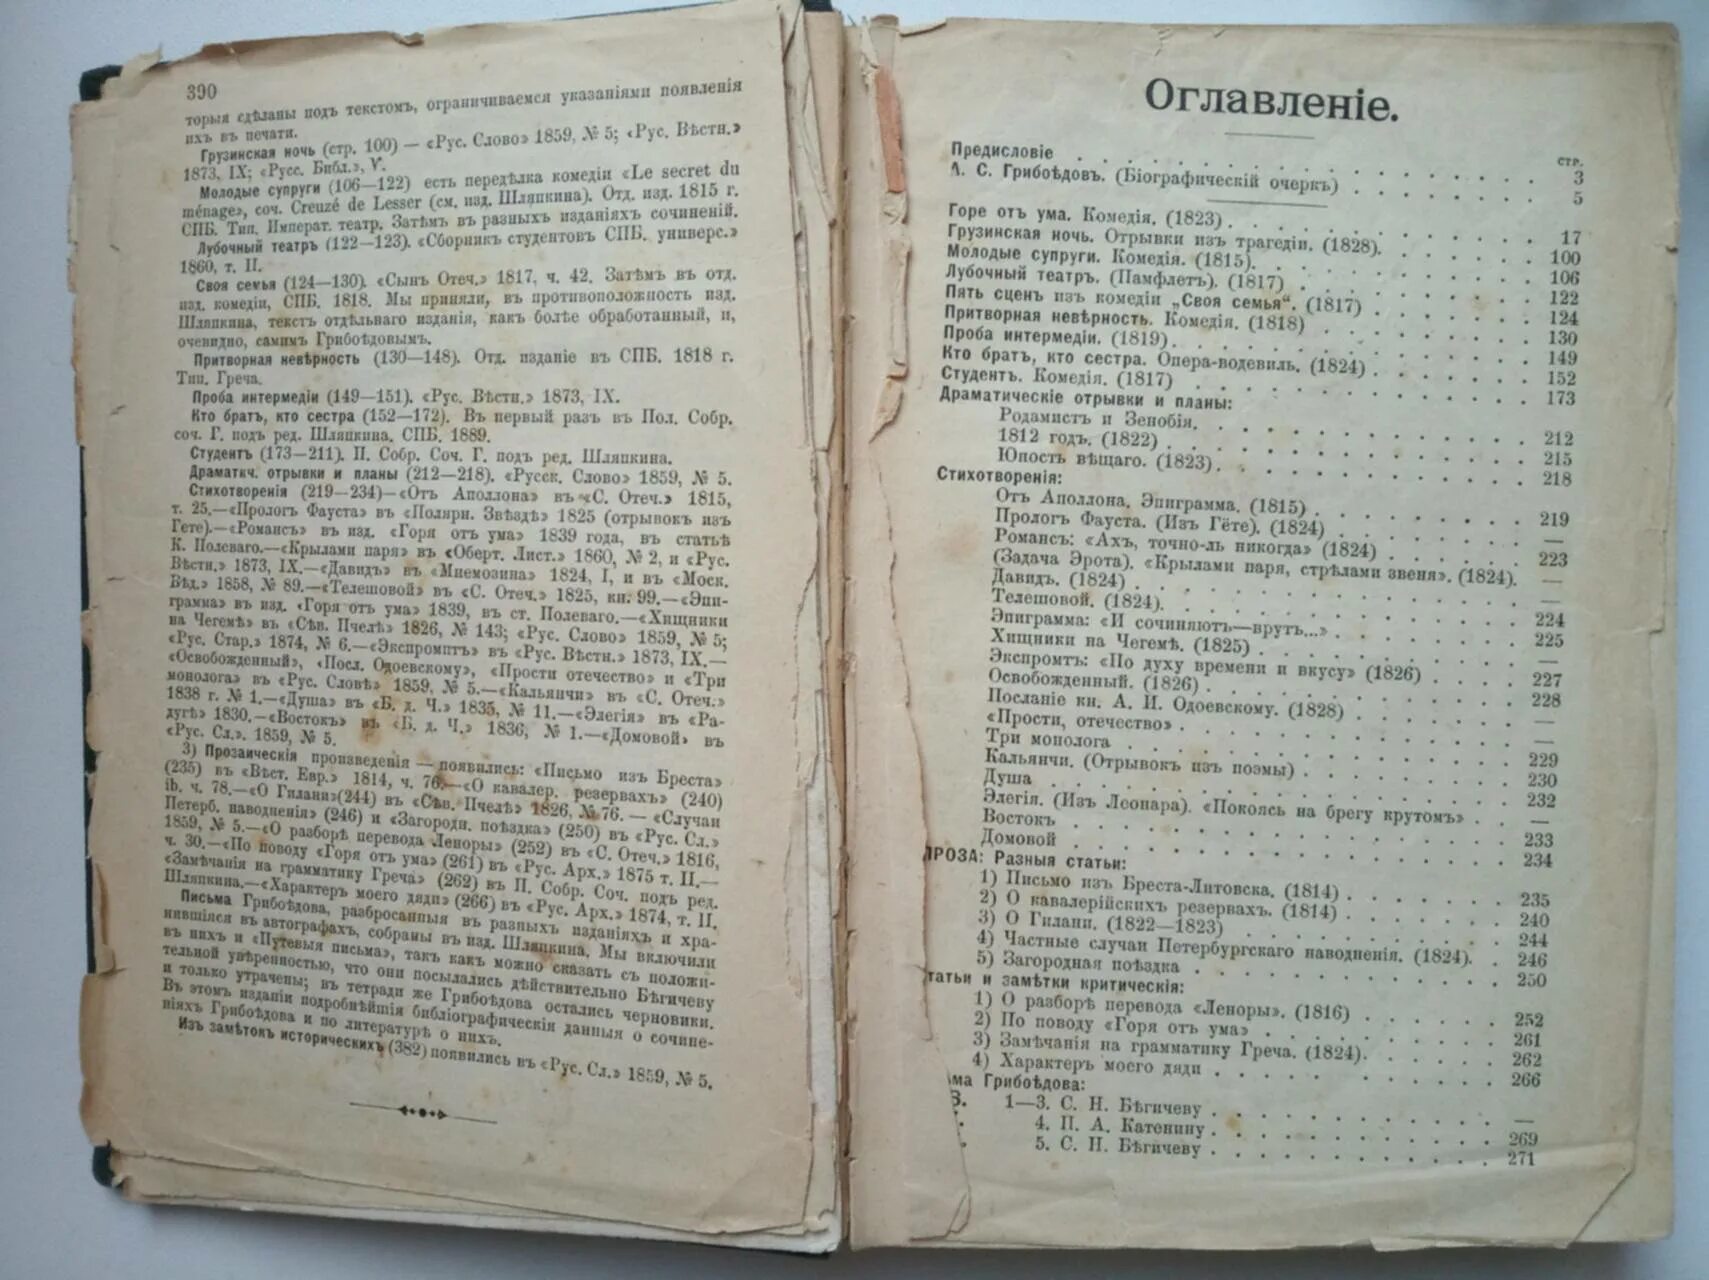 390
торыя сдѣланы подъ текстомъ, ограничиваемся указаніями появленія
ихъ въ печати.
Грузинская ночь (стр. 100) — «Рус. Слово» 1859, № 5; «Рус. Вѣстн.»
1873, IX; «Русс. Библ.», V.
Молодые супруги (106—122) есть передѣлка комедіи «Le secret du
ménage», соч. Creuzé de Lesser (см. изд. Шляпкина). Отд. изд. 1815 г.
СПБ. Тип. Императ. театр. Затѣмъ въ разныхъ изданіяхъ сочиненій.
Лубочный театръ (122—123). «Сборникъ студентовъ СПБ. универс.»
1860, т. II.
Своя семья (124—130). «Сынъ Отеч.» 1817, ч. 42. Затѣмъ въ отд.
изд. комедіи, СПБ. 1818. Мы приняли, въ противоположность изд.
Шляпкина, текстъ отдѣльнаго изданія, какъ болѣе обработанный, и,
очевидно, самимъ Грибоѣдовымъ.
Притворная невѣрность (130—148). Отд. изданіе въ СПБ. 1818 г.
Тип. Греча.
Проба интермедіи (149—151). «Рус. Вѣстн.» 1873, IX.
Кто братъ, кто сестра (152—172). Въ первый разъ въ Пол. Собр.
соч. Г. подъ ред. Шляпкина. СПБ. 1889.
Студентъ (173—211). П. Собр. Соч. Г. подъ ред. Шляпкина.
Драматич. отрывки и планы (212—218). «Русск. Слово» 1859, № 5.
Стихотворенія (219—234)—«Отъ Аполлона» въ «С. Отеч.» 1815,
т. 25.—«Прологъ Фауста» въ «Полярн. Звѣздѣ» 1825 (отрывокъ изъ
Гете).—«Романсъ» въ изд. «Горя отъ ума» 1839 года, въ статьѣ
К. Полеваго.—«Крылами паря» въ «Оберт. Лист.» 1860, № 2, и «Рус.
Вѣстн.» 1873, IX.—«Давидъ» въ «Мнемозина» 1824, I, и въ «Моск.
Вѣд.» 1858, № 89.—«Телешовой» въ «С. Отеч.» 1825, кн. 99.—«Эпи-
грамма» въ изд. «Горя отъ ума» 1839, въ ст. Полеваго.—«Хищники
на Чегемѣ» въ «Сѣв. Пчелѣ» 1826, № 143; «Рус. Слово» 1859, № 5;
«Рус. Стар.» 1874, № 6.—«Экспромптъ» въ «Рус. Вѣстн.» 1873, IX.—
«Освобожденный», «Посл. Одоевскому», «Прости отечество» и «Три
монолога» въ «Рус. Словѣ» 1859, № 5.—«Кальянчи» въ «С. Отеч.»
1838 г. № 1.—«Душа» въ «Б. д. Ч.» 1835, № 11.—«Элегія» въ «Ра-
дугѣ» 1830.—«Востокъ» въ «Б. д. Ч.» 1836, № 1.—«Домовой» въ
«Рус. Сл.». 1859, № 5.
3) Прозаическія произведенія — появились: «Письмо изъ Бреста»
(235) въ «Вѣст. Евр.» 1814, ч. 76.—«О кавалер. резервахъ» (240)
ib. ч. 78.—«О Гилани»(244) въ «Сѣв. Пчелѣ» 1826, № 76. — «Случаи
Петерб. наводненія» (246) и «Загородн. поѣздка» (250) въ «Рус. Сл.»
1859, № 5.—«О разборѣ перевода Леноры» (252) въ «С. Отеч.» 1816,
ч. 30.—«По поводу «Горя отъ ума» (261) въ «Рус. Арх.» 1875 т. II.—
«Замѣчанія на грамматику Греча» (262) въ П. Собр. Соч. подъ ред.
Шляпкина.—«Характеръ моего дяди» (266) въ «Рус. Арх.» 1874, т. II.
Письма Грибоѣдова, разбросанныя въ разныхъ изданіяхъ и хра-
нившіяся въ автографахъ, собраны въ изд. Шляпкина. Мы включили
въ нихъ и «Путевыя письма», такъ какъ можно сказать съ положи-
тельной увѣренностью, что они посылались дѣйствительно Бѣгичеву
и только утрачены; въ тетради же Грибоѣдова остались черновики.
Въ этомъ изданіи подробнѣйшія библіографическія данныя о сочине-
ніяхъ Грибоѣдова и по литературѣ о нихъ.
Изъ замѣтокъ историческихъ (382) появились въ «Рус. Сл.» 1859, № 5.
Оглавленіе.
СТР.
Предисловіе . . . 3
А. С. Грибоѣдовъ. (Біографическій очеркъ) . . . 5
Горе отъ ума. Комедія. (1823) . . . 17
Грузинская ночь. Отрывки изъ трагедіи. (1828). . . . 100
Молодые супруги. Комедія. (1815). . . . 106
Лубочный театръ. (Памфлетъ). (1817) . . . 122
Пять сценъ изъ комедіи „Своя семья“. (1817) . . . 124
Притворная невѣрность. Комедія. (1818) . . . 130
Проба интермедіи. (1819). . . . 149
Кто братъ, кто сестра. Опера-водевиль. (1824) . . . 152
Студентъ. Комедія. (1817) . . . 173
Драматическіе отрывки и планы:
Родамистъ и Зенобія. . . . 212
1812 годъ. (1822) . . . 215
Юность вѣщаго. (1823). . . . 218
Стихотворенія:
Отъ Аполлона. Эпиграмма. (1815) . . . 219
Прологъ Фауста. (Изъ Гёте). (1824) . . . —
Романсъ: «Ахъ, точно-ль никогда» (1824) . . . 223
(Задача Эрота). «Крылами паря, стрѣлами звеня». (1824). —
Давидъ. (1824) . . . —
Телешовой. (1824). . . . 224
Эпиграмма: «И сочиняютъ—врутъ...» . . . 225
Хищники на Чегемѣ. (1825) . . . —
Экспромтъ: «По духу времени и вкусу» (1826) . . . 227
Освобожденный. (1826) . . . 228
Посланіе кн. А. И. Одоевскому. (1828) . . . —
«Прости, отечество» . . . —
Три монолога . . . 229
Кальянчи. (Отрывокъ изъ поэмы) . . . 230
Душа . . . 232
Элегія. (Изъ Леопара). «Покоясь на брегу крутомъ» . . —
Востокъ . . . 233
Домовой . . . 234
ПРОЗА: Разныя статьи:
1) Письмо изъ Бреста-Литовска. (1814) . . . 235
2) О кавалерійскихъ резервахъ. (1814) . . . 240
3) О Гилани. (1822—1823) . . . 244
4) Частные случаи Петербургскаго наводненія. (1824). . 246
5) Загородная поѣздка . . . 250
татьи и замѣтки критическія:
1) О разборѣ перевода «Леноры». (1816) . . . 252
2) По поводу «Горя отъ ума» . . . 261
3) Замѣчанія на грамматику Греча. (1824). . . . 262
4) Характеръ моего дяди . . . 266
ма Грибоѣдова:
В. 1—3. С. Н. Бѣгичеву . . . —
4. П. А. Катенину . . . 269
5. С. Н. Бѣгичеву . . . 271